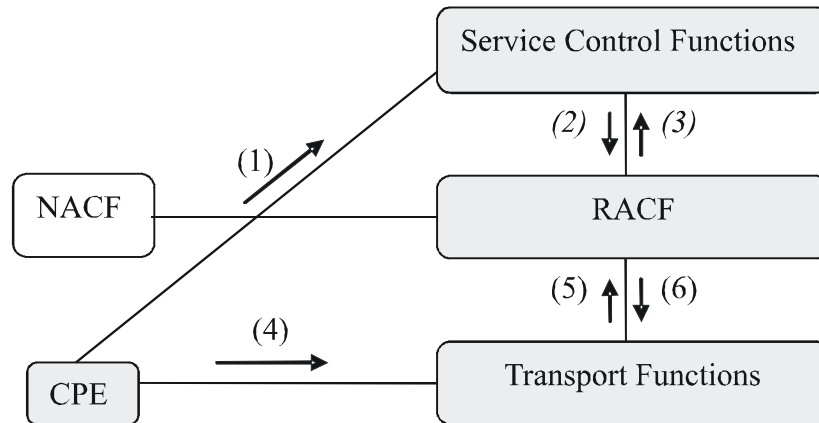 Service Control Functions
(2)
(3)
(1)
NACF
RACF
(5)
(6)
(4)
CPE
Transport Functions